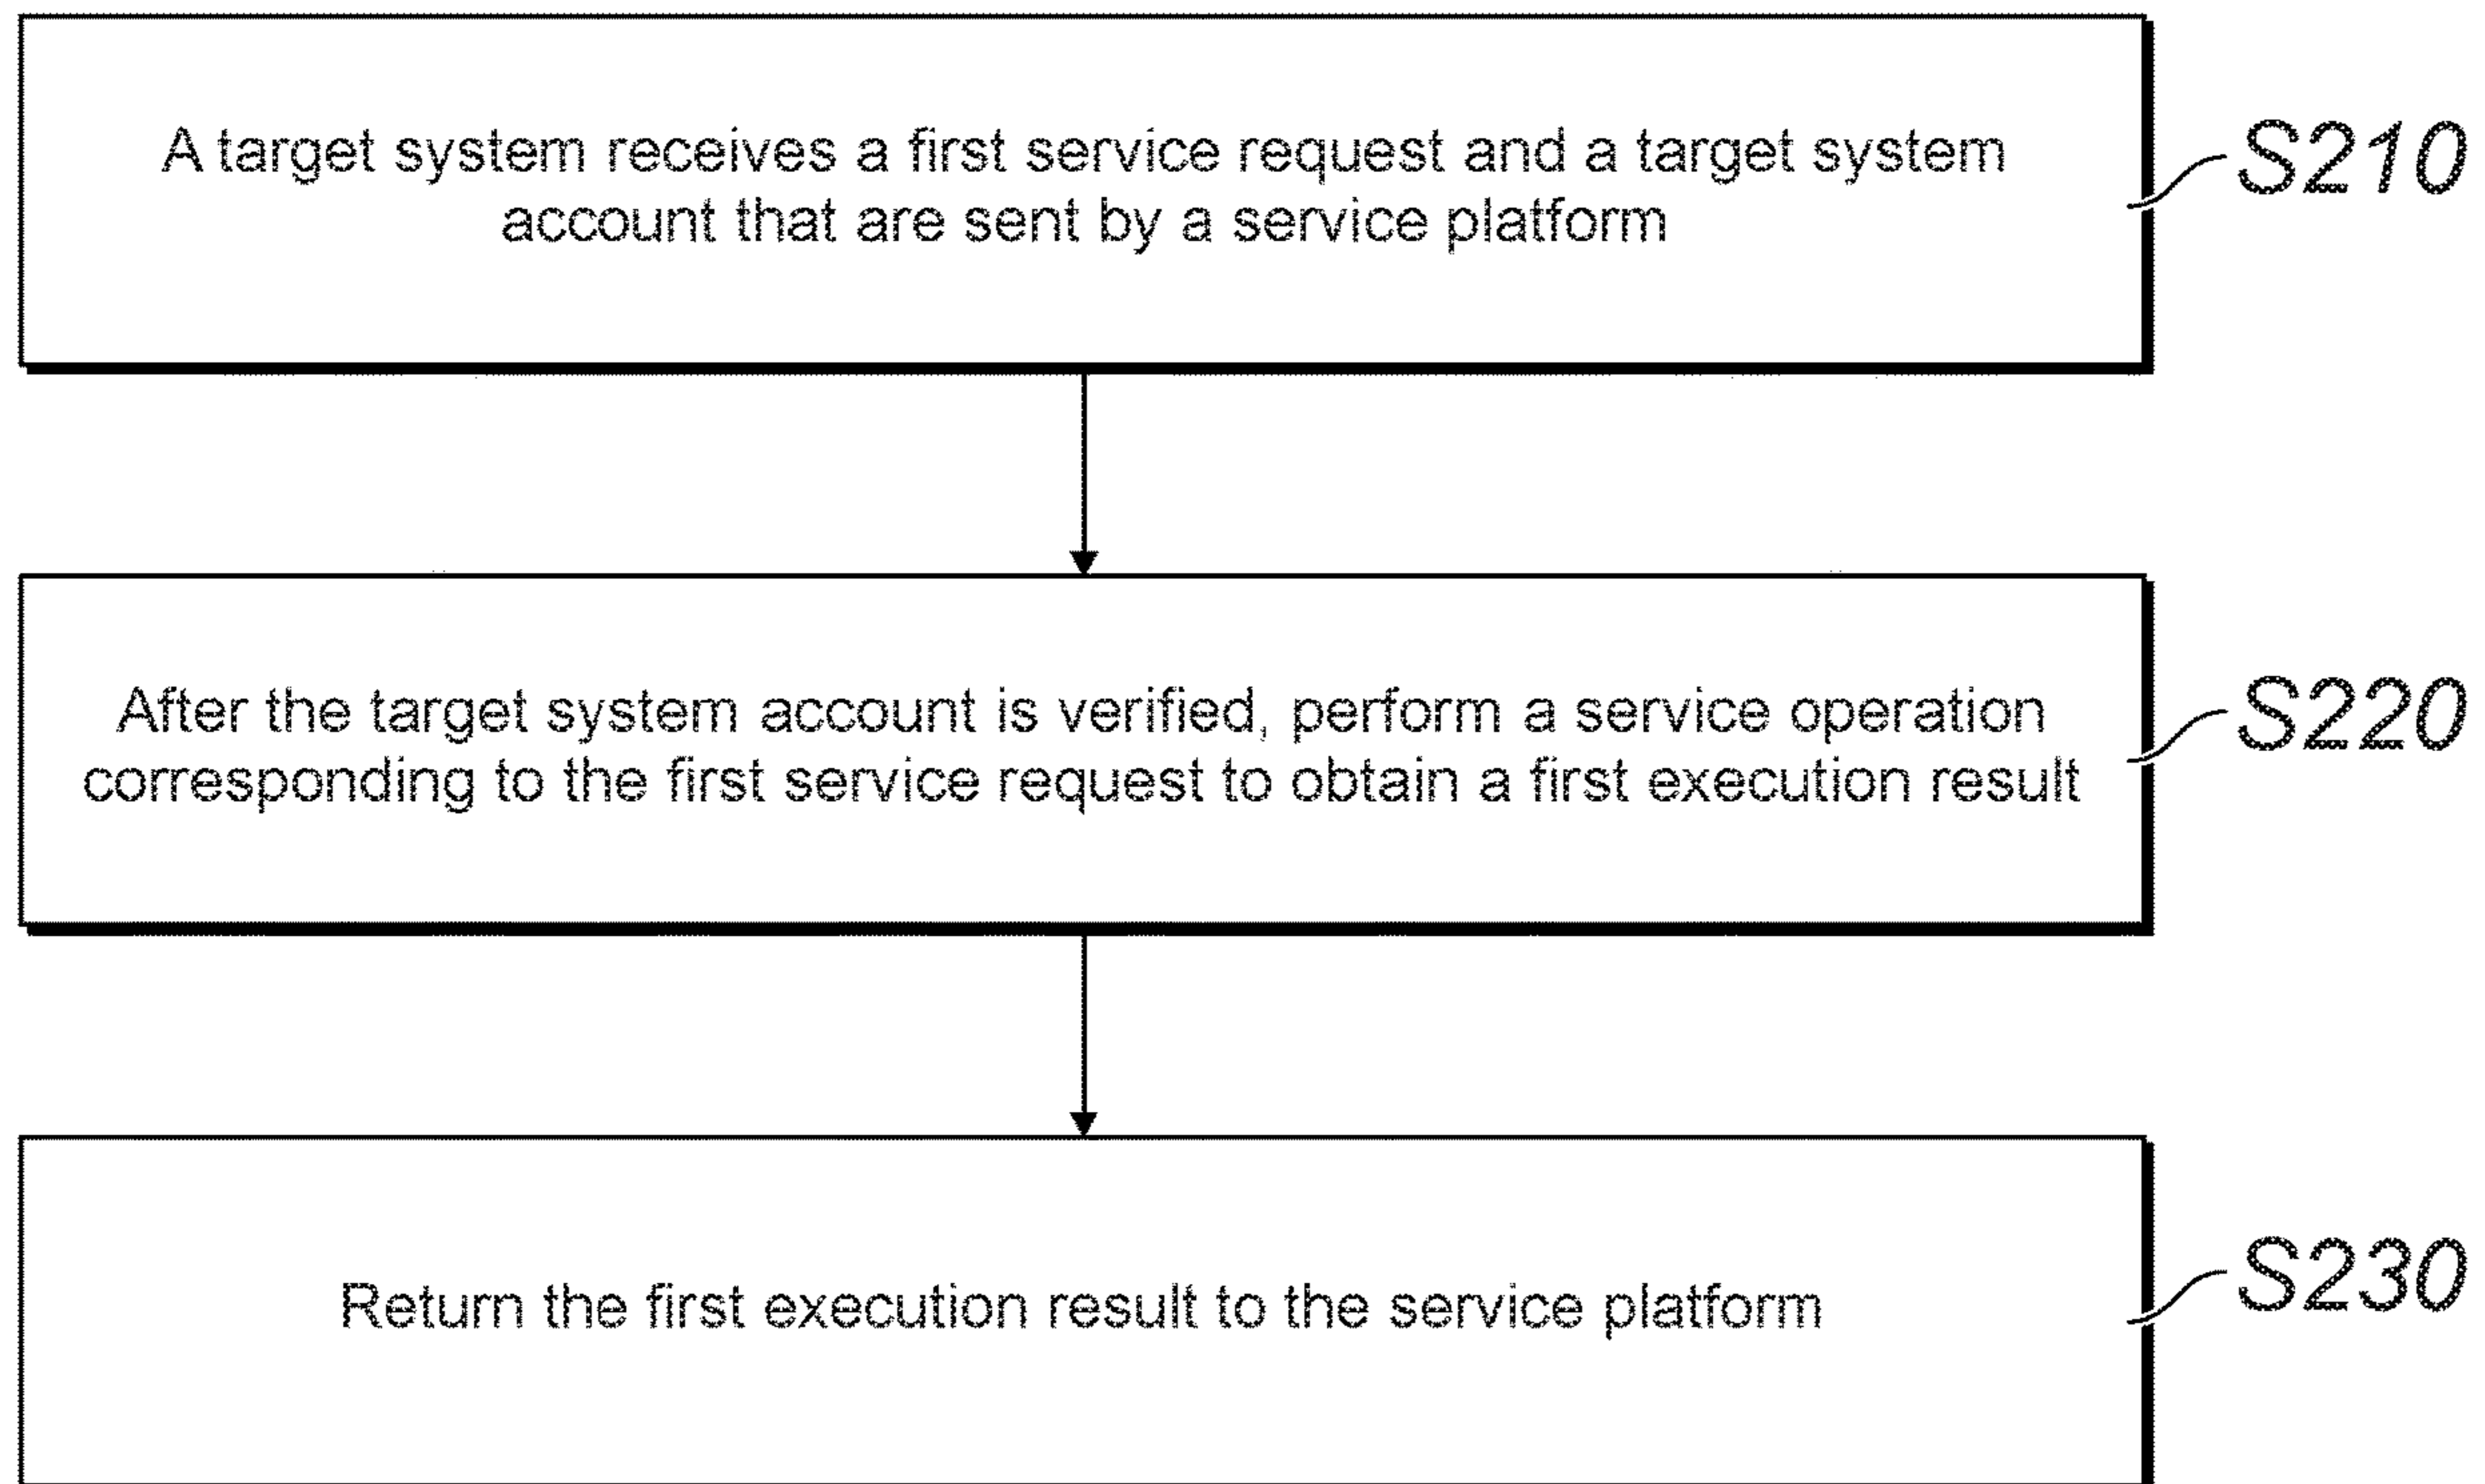 A target system receives a first service request and a target system
account that are sent by a service platform
S210
After the target system account is verified, perform a service operation
corresponding to the first service request to obtain a first execution result
S220
Return the first execution result to the service platform
S230